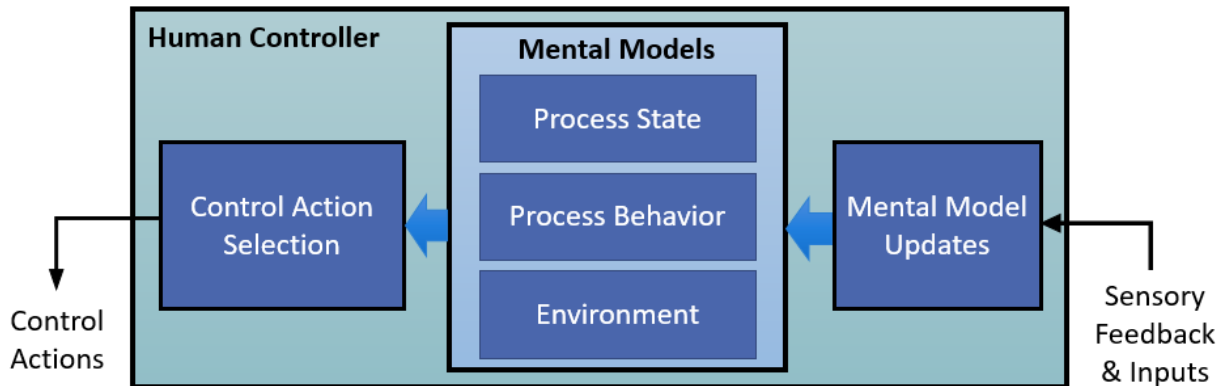 Human Controller
Mental Models
Process State
Process Behavior
Environment
Control Action
Selection
Mental Model
Updates
Control
Actions
Sensory
Feedback
& Inputs